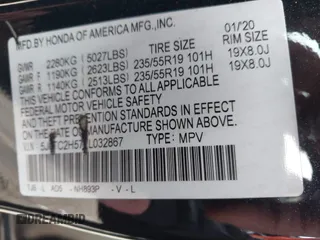 MFD.BY HONDA OF AMERICA MFG.,INC. 01/20
GVWR 2280KG (5027LBS) TIRE SIZE RIM SIZE
GAWR F 1190KG (2623LBS) 235/55R19 101H 19X8.0J
GAWR R 1140KG (2513LBS) 235/55R19 101H 19X8.0J
THIS VEHICLE CONFORMS TO ALL APPLICABLE
FEDERAL MOTOR VEHICLE SAFETY, BUMPER, AND
THEFT PREVENTION STANDARDS IN EFFECT ON THE
DATE OF MANUFACTURE SHOWN ABOVE.
L032867 TYPE: MPV
NH893P -V-L